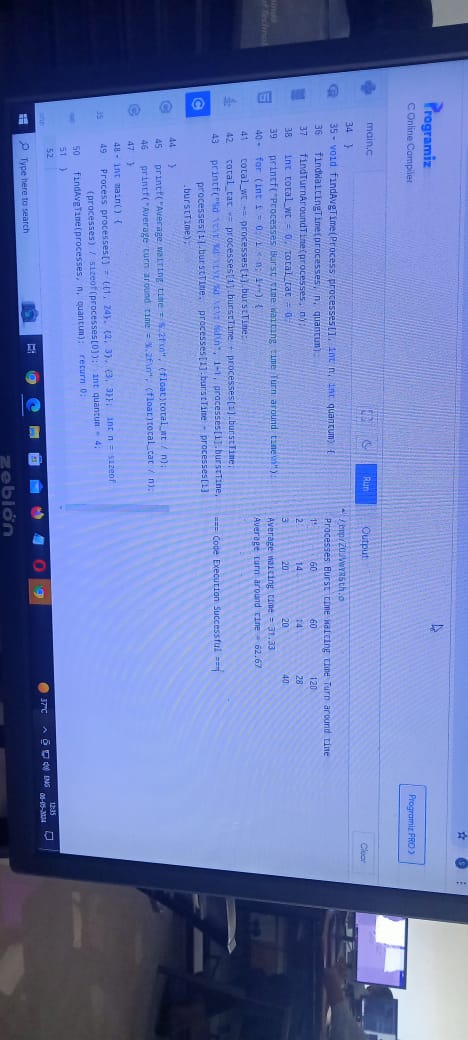 Programiz
C Online Compiler
Programiz PRO
main.c
Run
Output
Clear
34 }
35 - void findAvgTime(Process processes[], int n, int quantum) {
36 findWaitingTime(processes, n, quantum);
37 findTurnAroundTime(processes, n);
38 int total_wt = 0, total_tat = 0;
39 printf("Processes Burst time Waiting time Turn around time\n");
40 - for (int i = 0; i < n; i++) {
41 total_wt += processes[i].burstTime;
42 total_tat += processes[i].burstTime + processes[i].burstTime;
43 printf("%d \t\t %d \t\t %d \t\t %d\n", i+1, processes[i].burstTime,
processes[i].burstTime, processes[i].burstTime + processes[i]
.burstTime);
44 }
45 printf("Average waiting time = %.2f\n", (float)total_wt / n);
46 printf("Average turn around time = %.2f\n", (float)total_tat / n);
47 }
48 - int main() {
49 Process processes[] = {{1, 24}, {2, 3}, {3, 3}}; int n = sizeof
(processes) / sizeof(processes[0]); int quantum = 4;
50 findAvgTime(processes, n, quantum); return 0;
51 }
52
Processes Burst time Waiting time Turn around time
1 60 60 120
2 14 14 28
3 20 20 40
Average waiting time = 31.33
Average turn around time = 62.67
=== Code Execution Successful ===
JS
Type here to search
37°C
ENG
12:35
06-05-2024
zebion